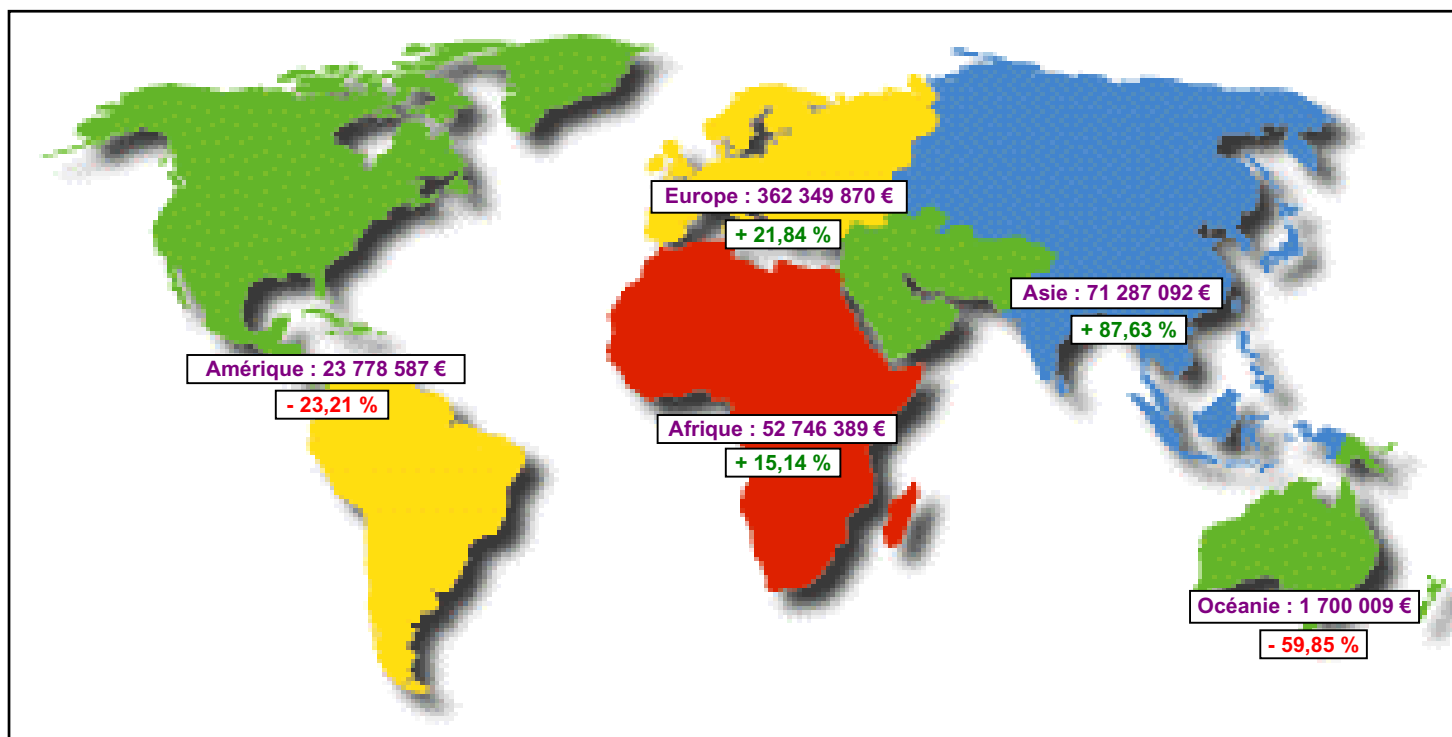 Europe : 362 349 870 €
+ 21,84 %
Asie : 71 287 092 €
+ 87,63 %
Amérique : 23 778 587 €
- 23,21 %
Afrique : 52 746 389 €
+ 15,14 %
Océanie : 1 700 009 €
- 59,85 %